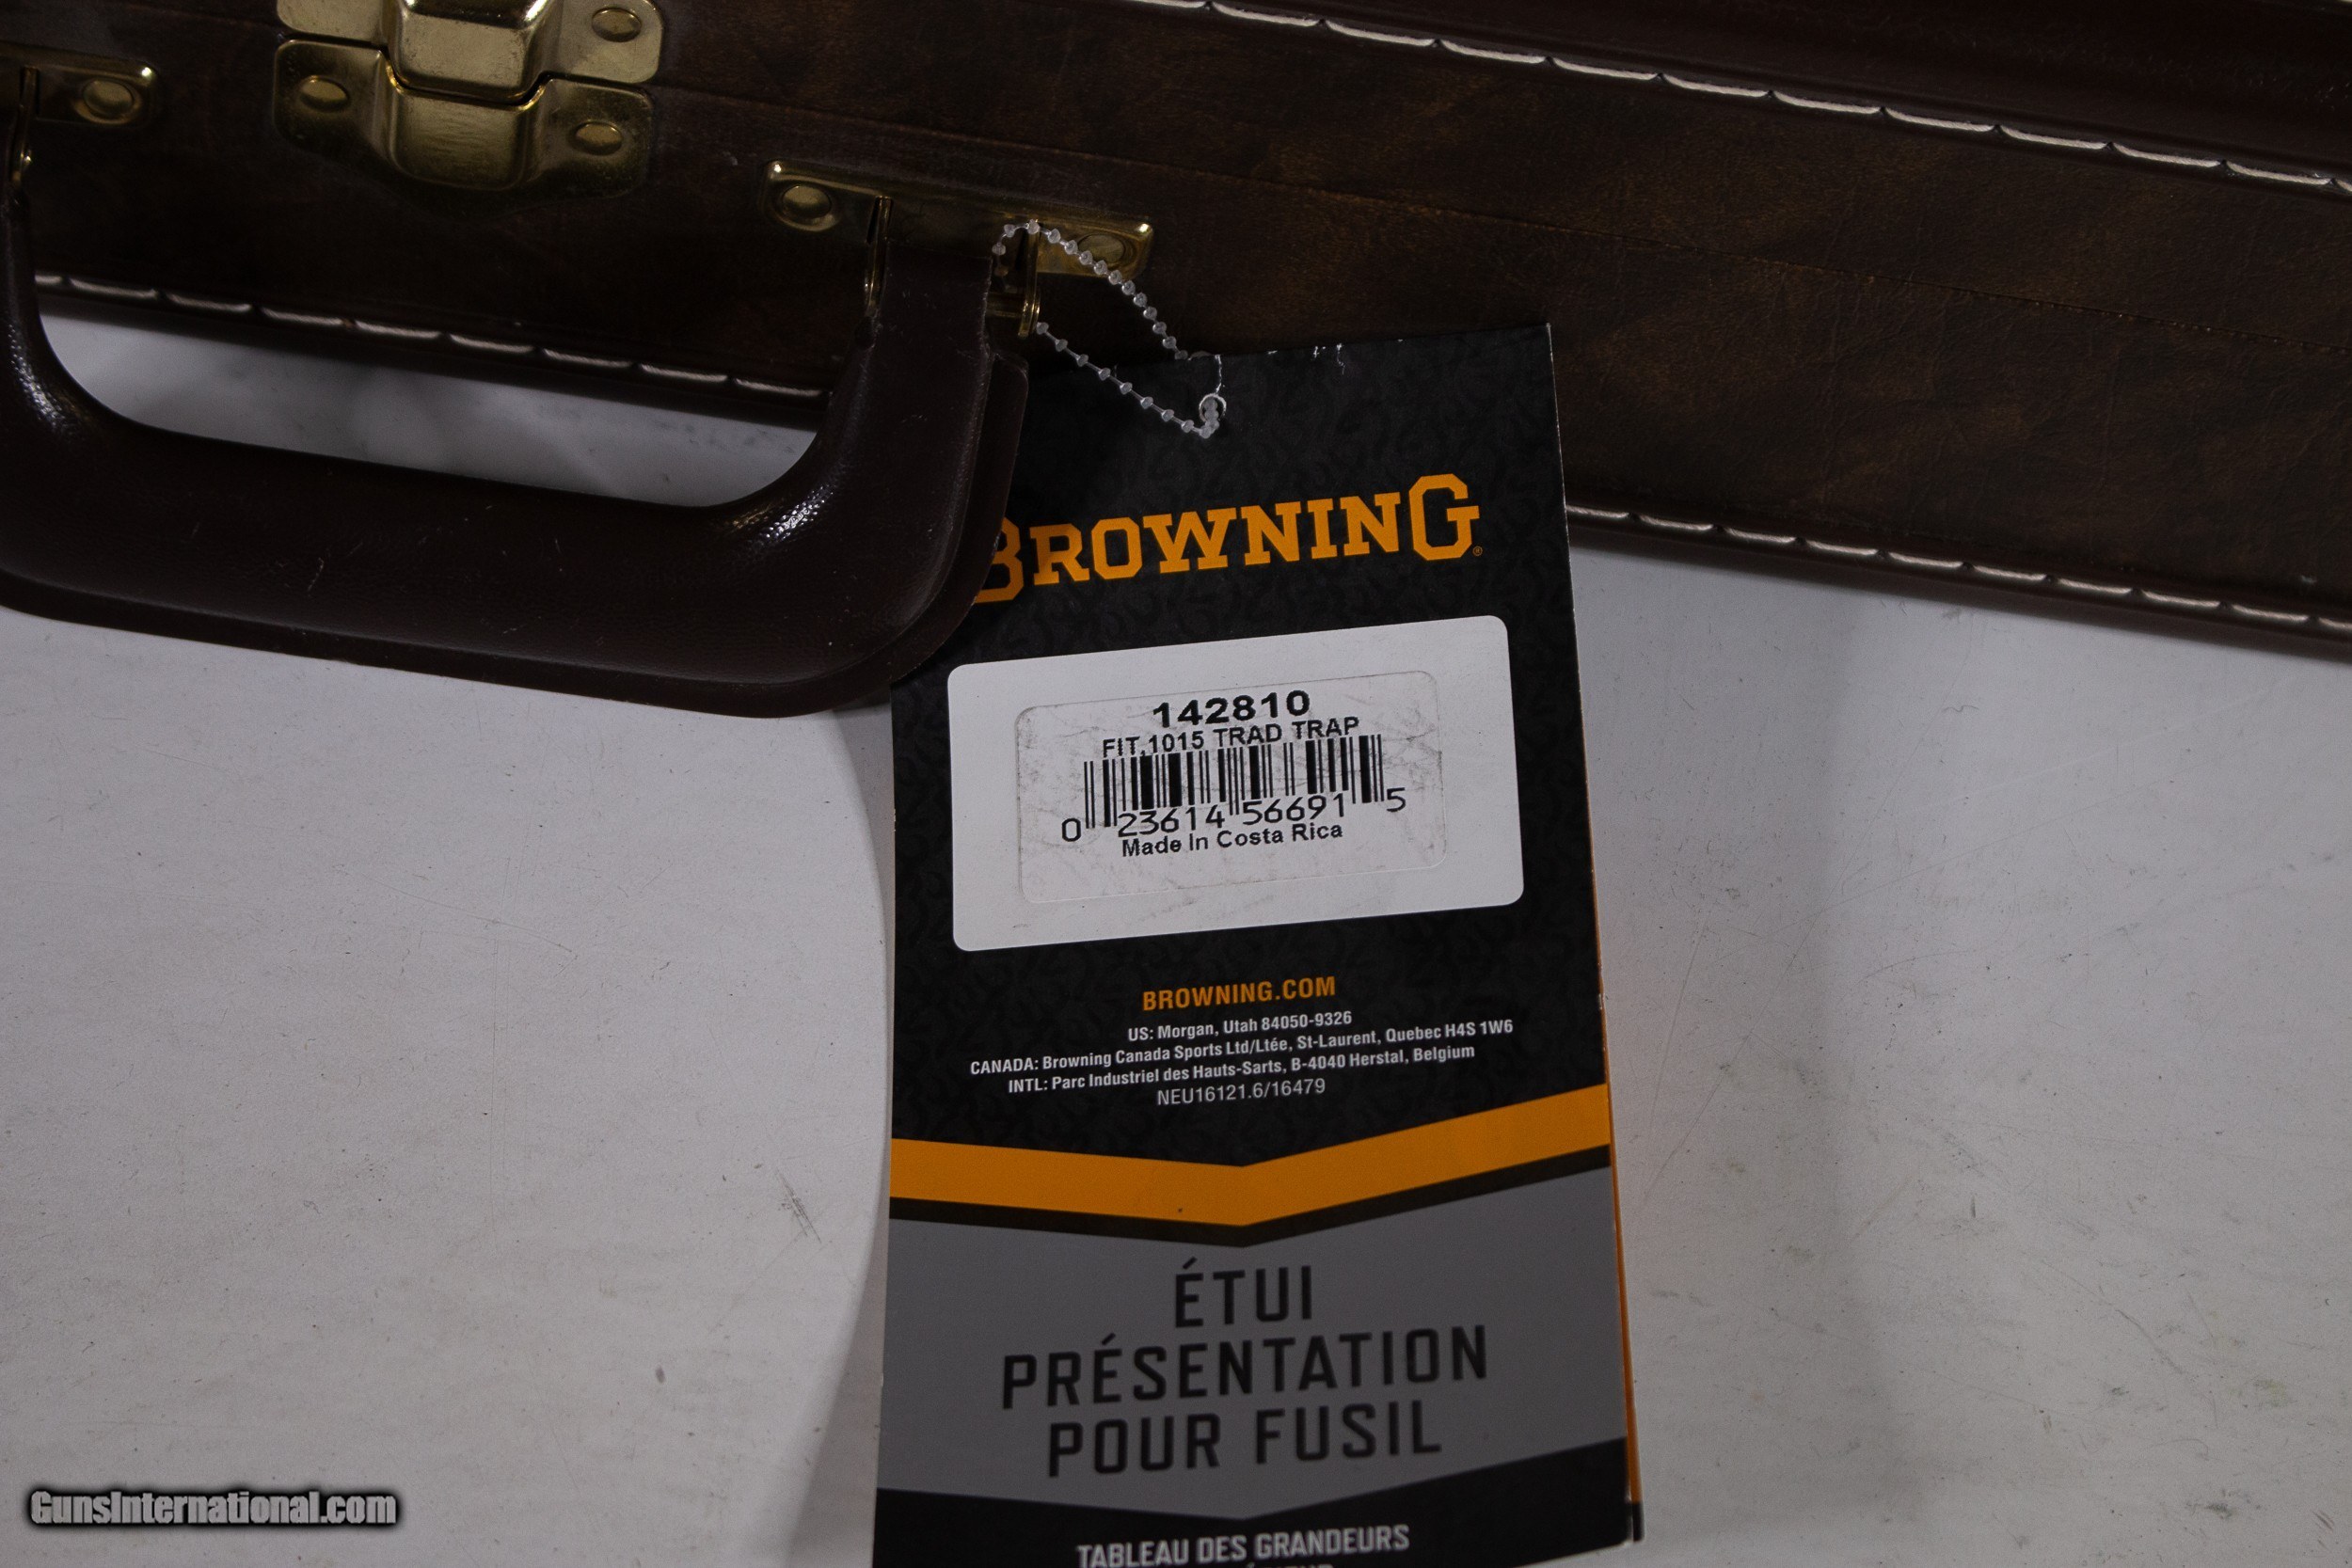 BROWNING®
142810
FIT,1015 TRAD TRAP
0 23614 56691 5
Made In Costa Rica
BROWNING.COM
US: Morgan, Utah 84050-9326
CANADA: Browning Canada Sports Ltd/Ltée, St-Laurent, Quebec H4S 1W6
INTL: Parc Industriel des Hauts-Sarts, B-4040 Herstal, Belgium
NEU16121.6/16479
ÉTUI
PRÉSENTATION
POUR FUSIL
TABLEAU DES GRANDEURS
GunsInternational.com